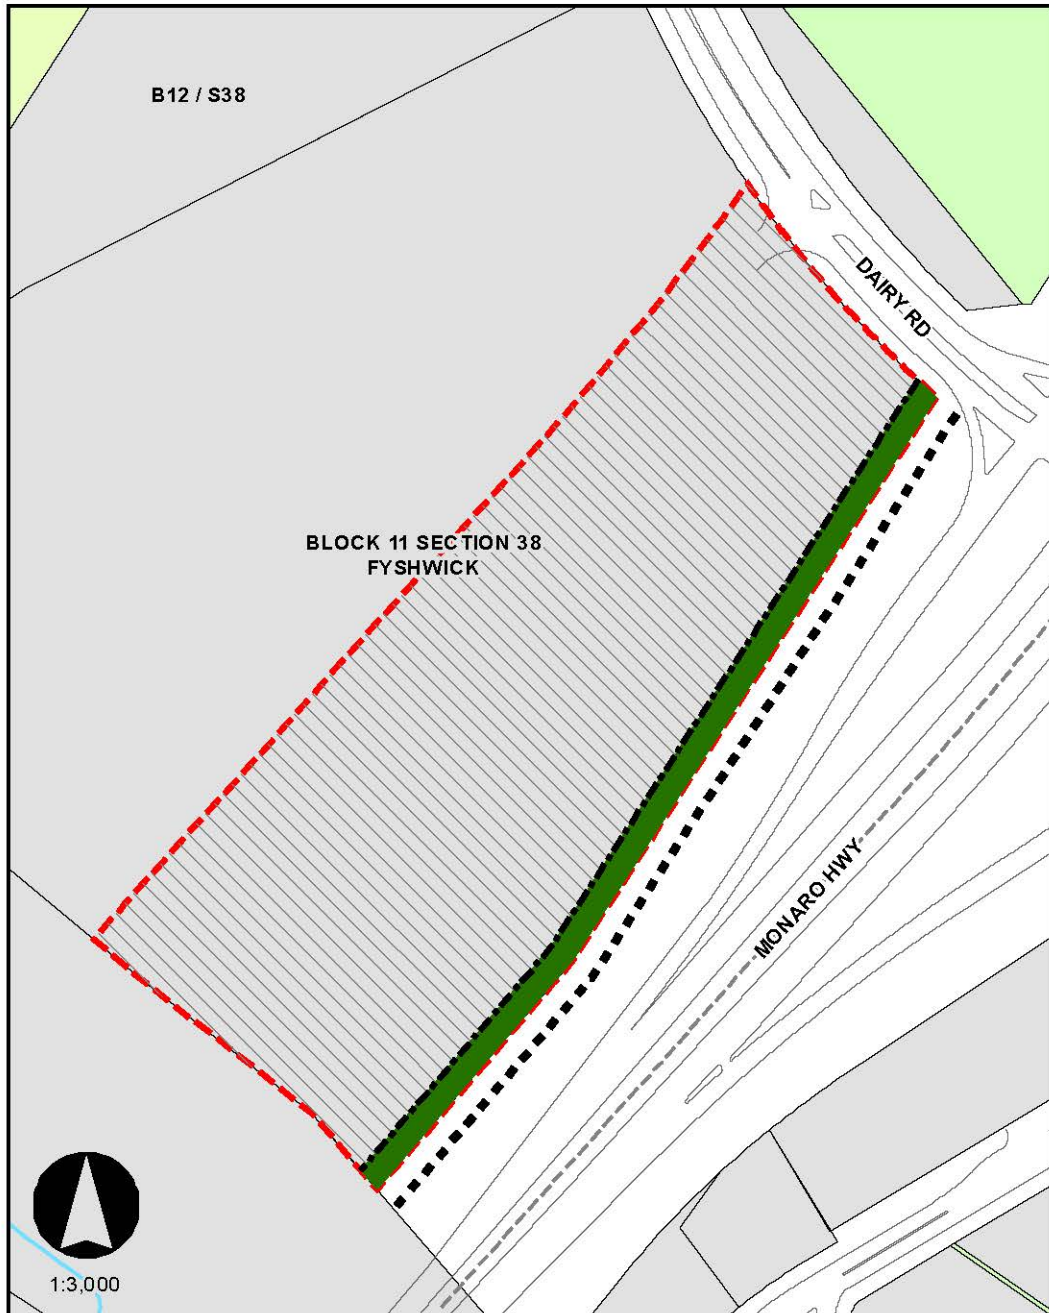 B12 / S38
DAIRY RD
BLOCK 11 SECTION 38
FYSHWICK
MONARO HWY
1:3,000